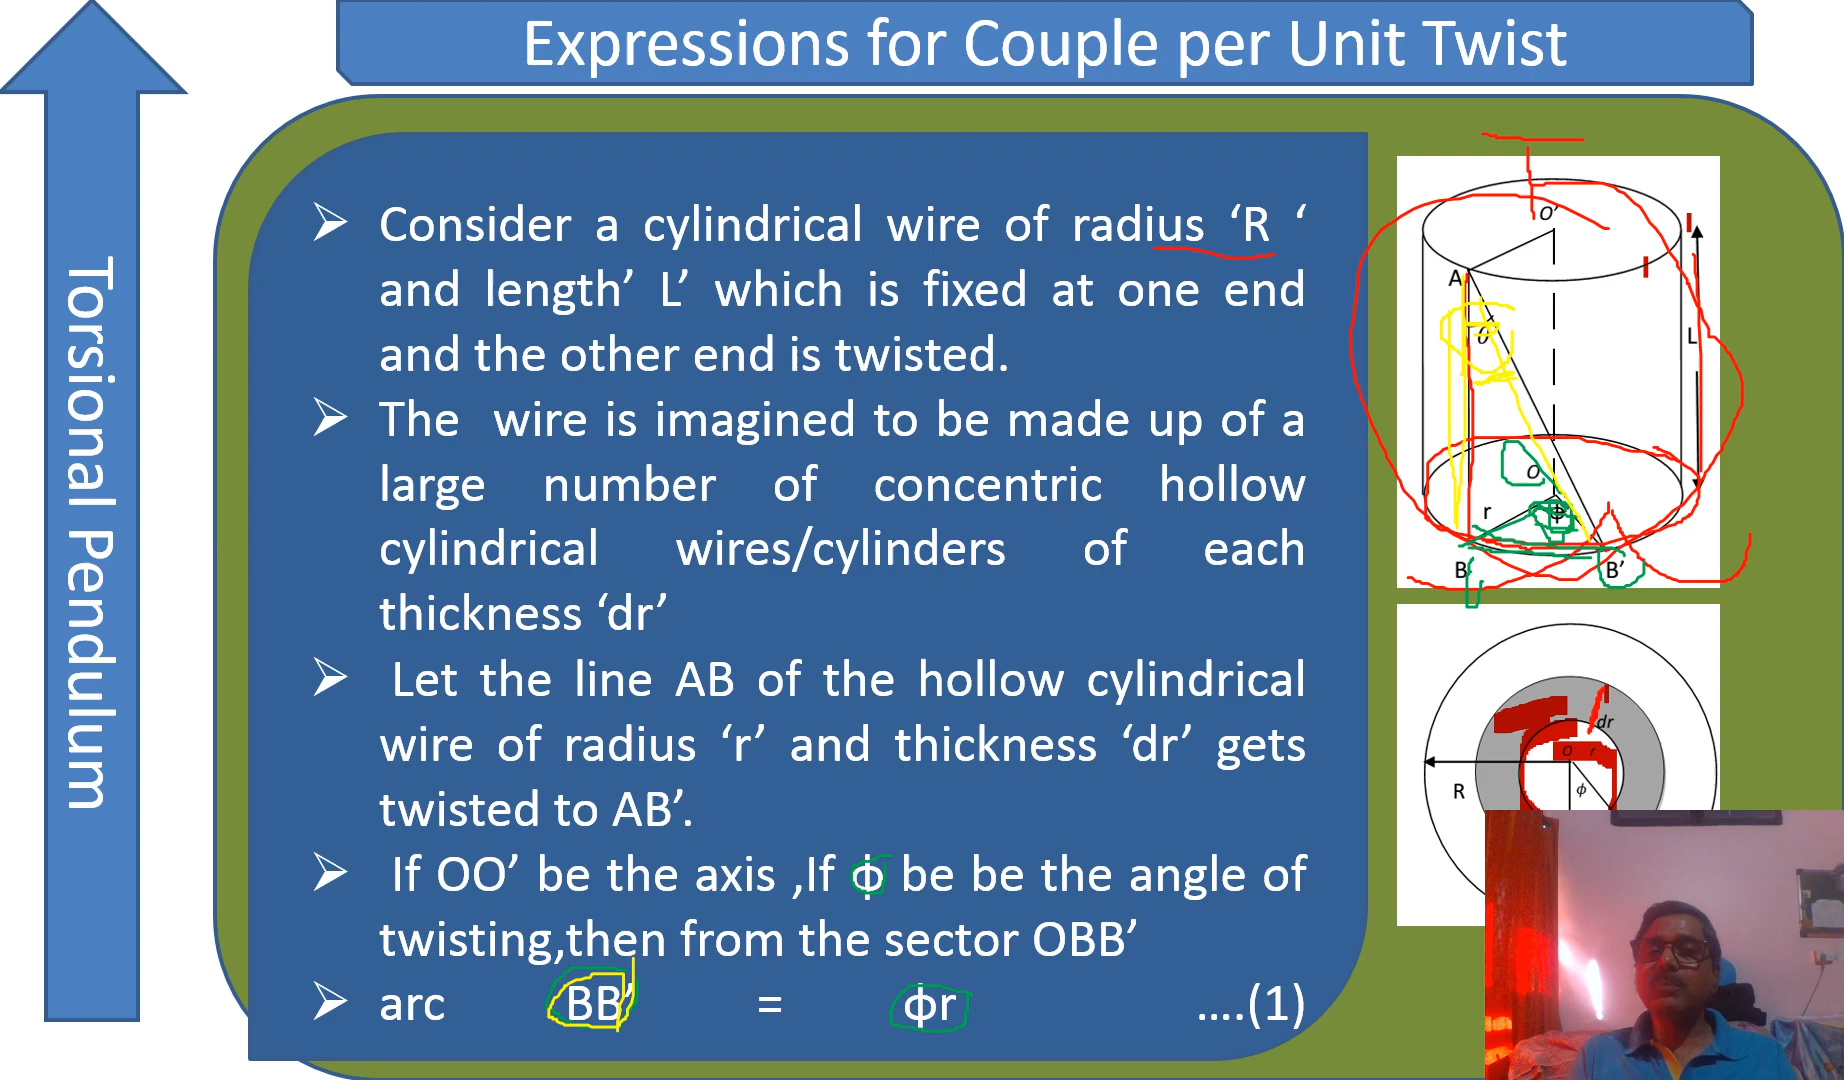 Expressions for Couple per Unit Twist
Torsional Pendulum
➢ Consider a cylindrical wire of radius ‘R ‘
and length’ L’ which is fixed at one end
and the other end is twisted.
➢ The wire is imagined to be made up of a
large number of concentric hollow
cylindrical wires/cylinders of each
thickness ‘dr’
➢ Let the line AB of the hollow cylindrical
wire of radius ‘r’ and thickness ‘dr’ gets
twisted to AB’.
➢ If OO’ be the axis ,If ф be be the angle of
twisting,then from the sector OBB’
➢ arc BB’ = фr ....(1)
O’
A
L
O
r
ф
B
B’
dr
O r
R
ϕ